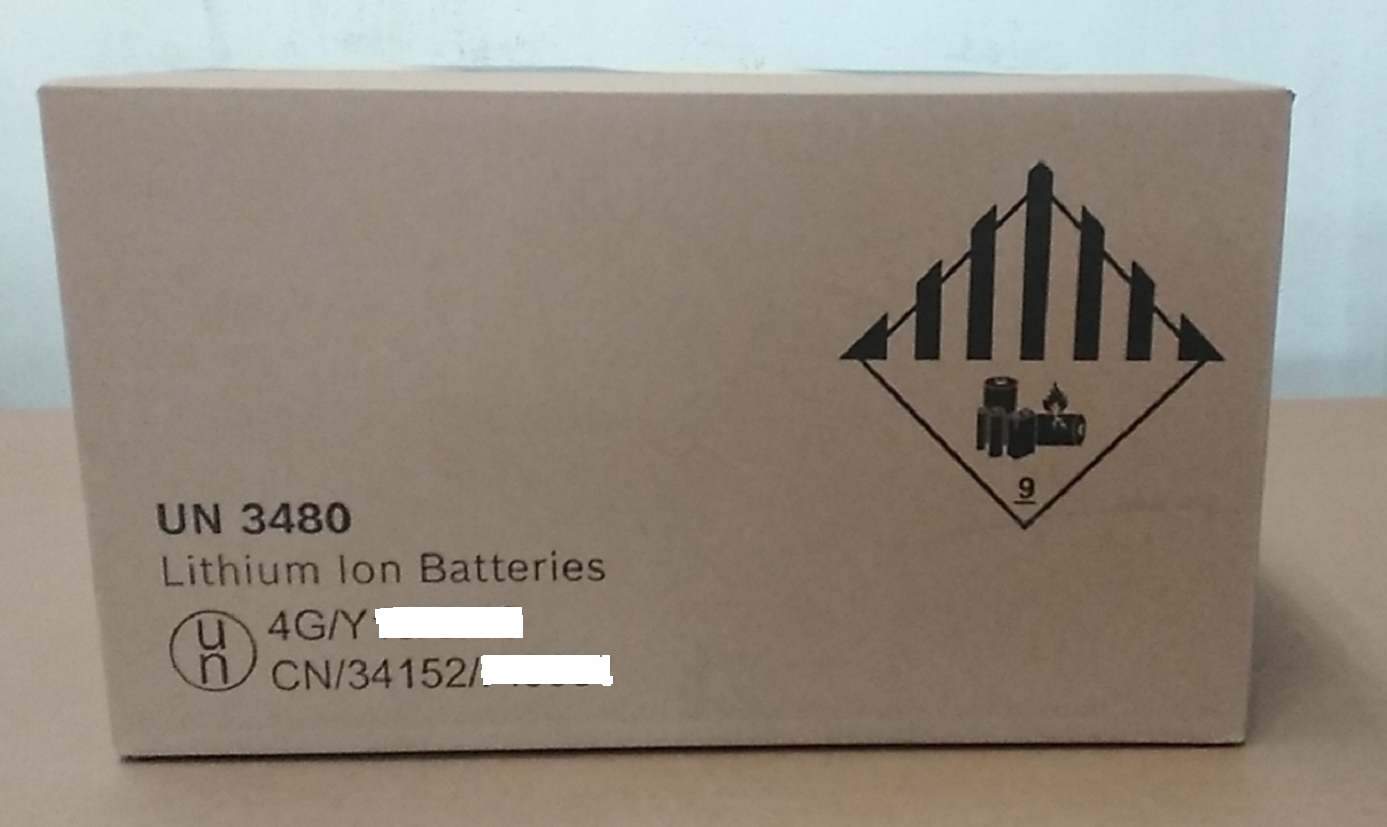 9
UN 3480
Lithium Ion Batteries
un 4G/Y
CN/34152/